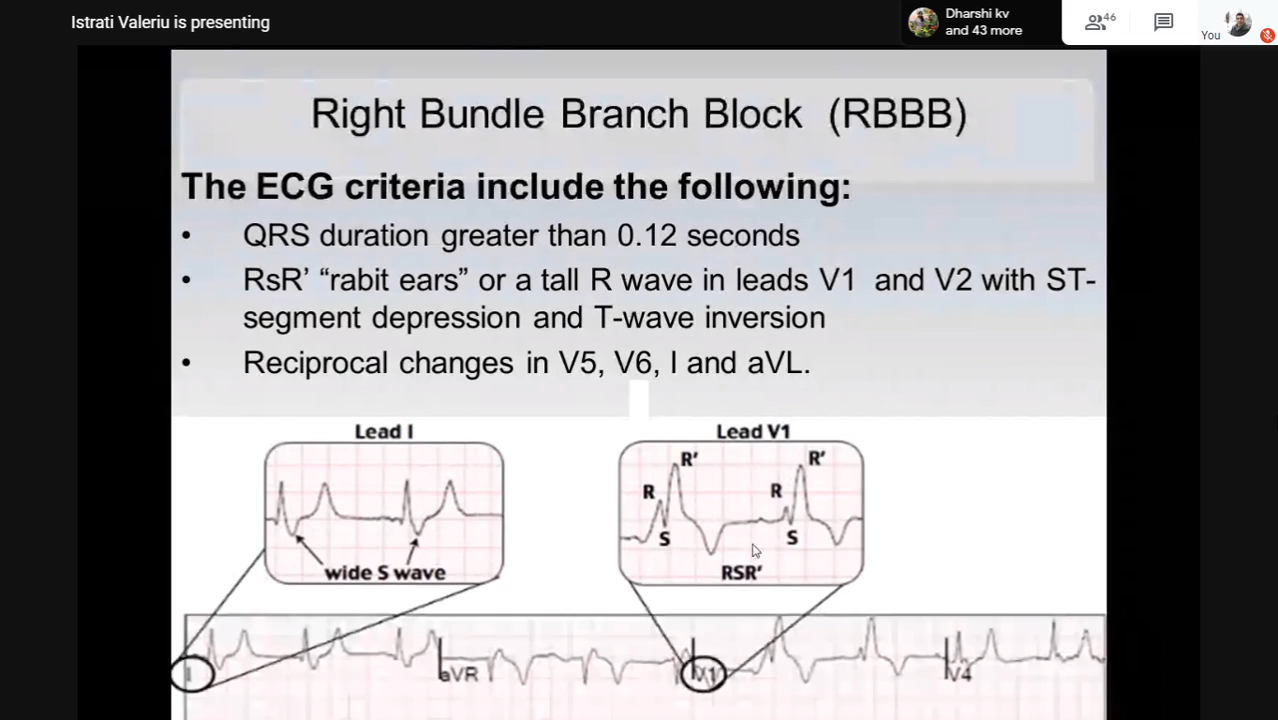 Istrati Valeriu is presenting
Dharshi kv
and 43 more
46
You
Right Bundle Branch Block (RBBB)
The ECG criteria include the following:
• QRS duration greater than 0.12 seconds
• RsR’ “rabit ears” or a tall R wave in leads V1 and V2 with ST-
segment depression and T-wave inversion
• Reciprocal changes in V5, V6, I and aVL.
Lead I
wide S wave
Lead V1
R R' R R'
S S
RSR'
I aVR V1 V4